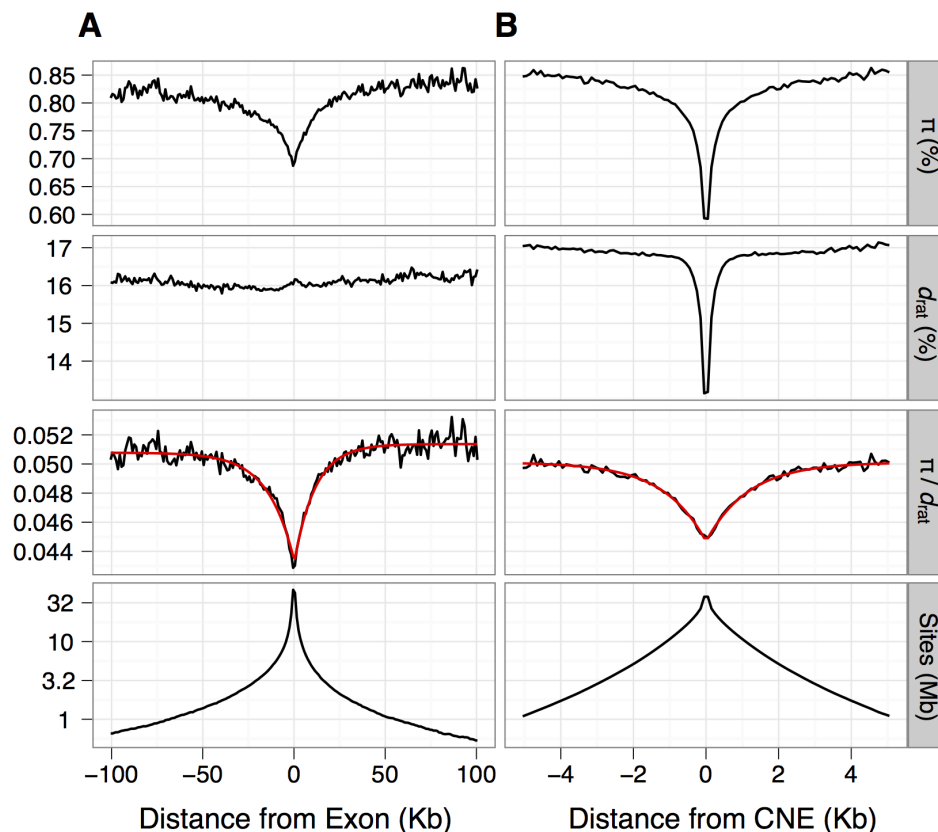 A
B
0.85
0.80
0.75
0.70
0.65
0.60
π (%)
17
16
15
14
d rat (%)
0.052
0.050
0.048
0.046
0.044
π / d rat
32
10
3.2
1
Sites (Mb)
−100 −50 0 50 100
−4 −2 0 2 4
Distance from Exon (Kb)
Distance from CNE (Kb)